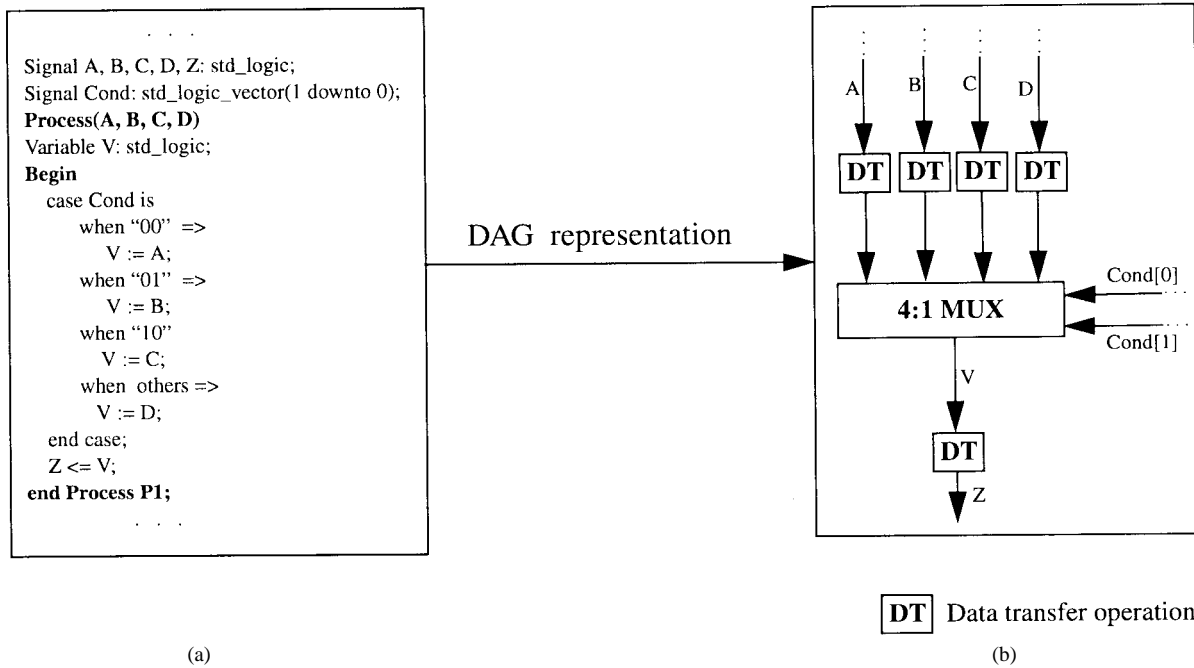 . . .
Signal A, B, C, D, Z: std_logic;
Signal Cond: std_logic_vector(1 downto 0);
Process(A, B, C, D)
Variable V: std_logic;
Begin
case Cond is
when “00” =>
V := A;
when “01” =>
V := B;
when “10”
V := C;
when others =>
V := D;
end case;
Z <= V;
end Process P1;
. . .
(a)
DAG representation
A B C D
DT DT DT DT
4:1 MUX
Cond[0]
Cond[1]
V
DT
Z
DT Data transfer operation
(b)